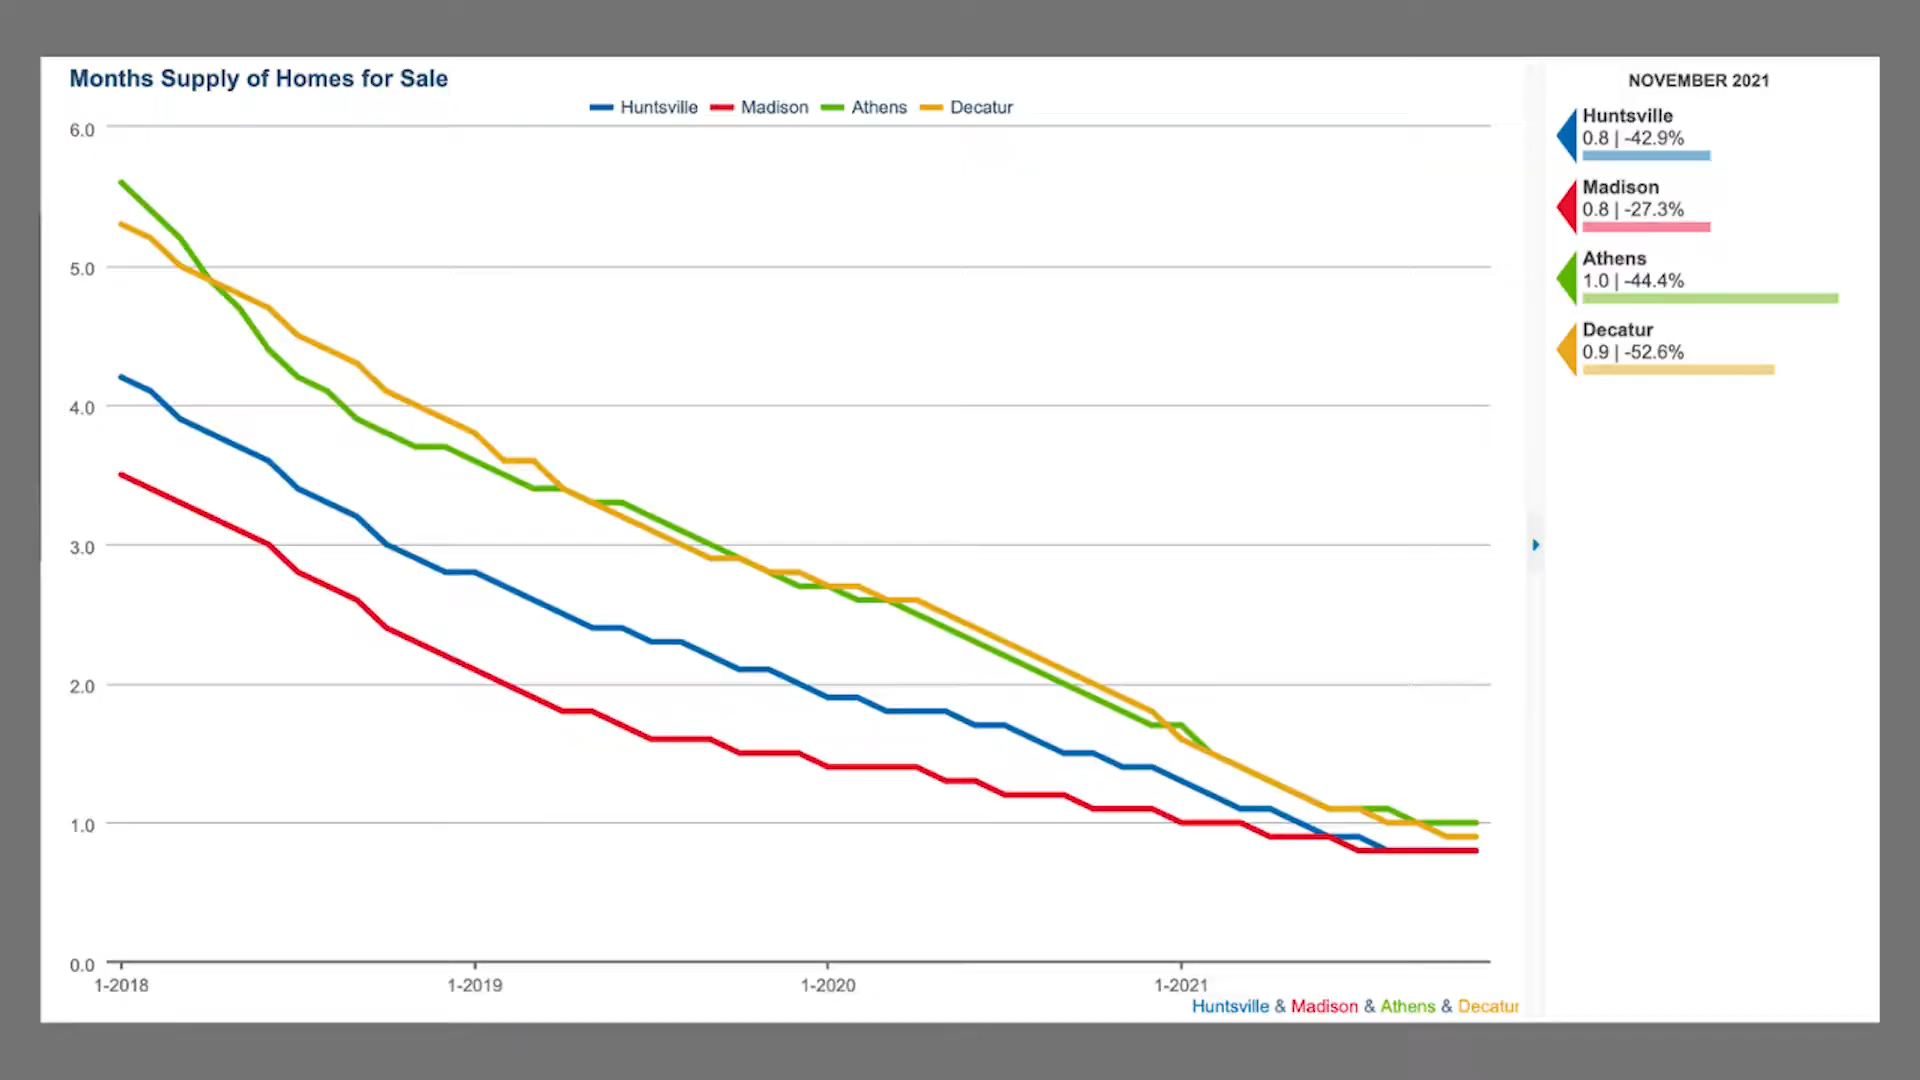 Months Supply of Homes for Sale
Huntsville Madison Athens Decatur
6.0
5.0
4.0
3.0
2.0
1.0
0.0
1-2018 1-2019 1-2020 1-2021
Huntsville & Madison & Athens & Decatur
NOVEMBER 2021
Huntsville
0.8 | -42.9%
Madison
0.8 | -27.3%
Athens
1.0 | -44.4%
Decatur
0.9 | -52.6%